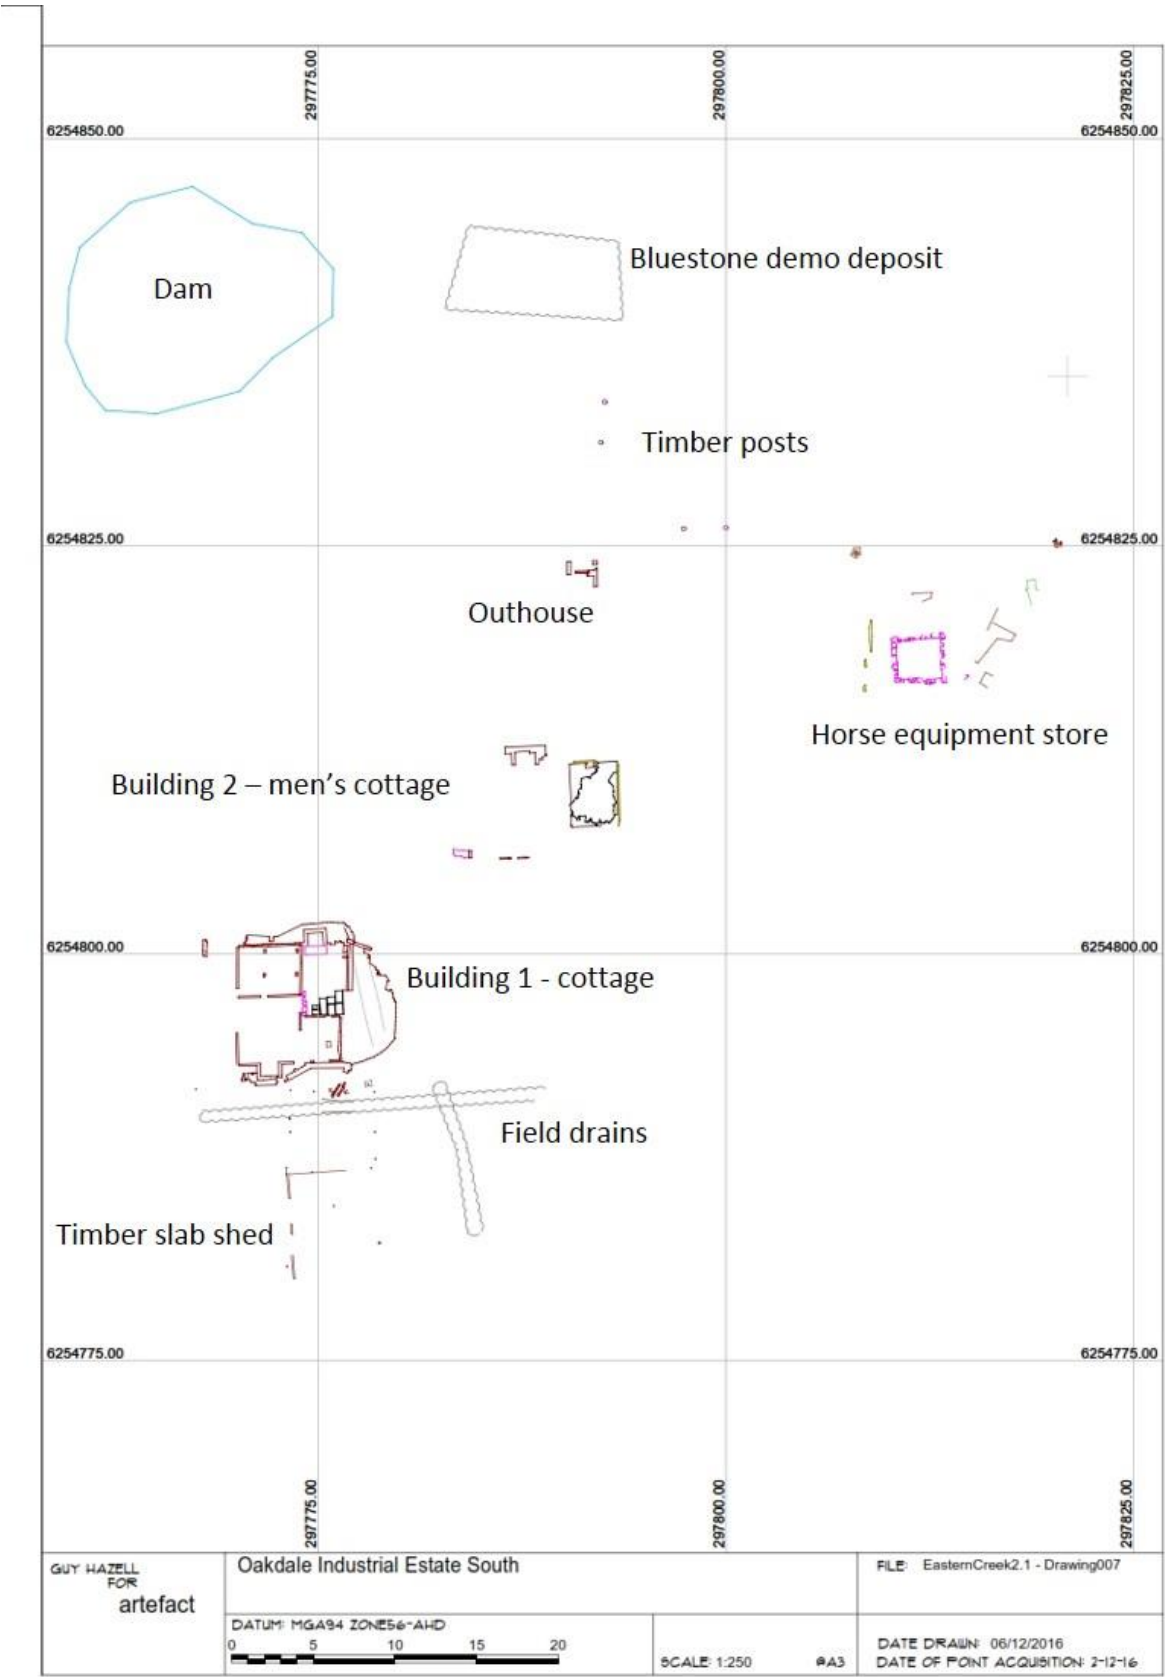 297775.00
297800.00
297825.00
6254850.00
6254850.00
Bluestone demo deposit
Dam
Timber posts
6254825.00
6254825.00
Outhouse
Horse equipment store
Building 2 – men's cottage
6254800.00
6254800.00
Building 1 - cottage
Field drains
Timber slab shed
6254775.00
6254775.00
297775.00
297800.00
297825.00
GUY HAZELL
FOR
artefact
Oakdale Industrial Estate South
FILE: EasternCreek2.1 - Drawing007
DATUM: MGA94 ZONE56-AHD
0 5 10 15 20
SCALE: 1:250 @A3
DATE DRAWN: 06/12/2016
DATE OF POINT ACQUISITION: 2-12-16